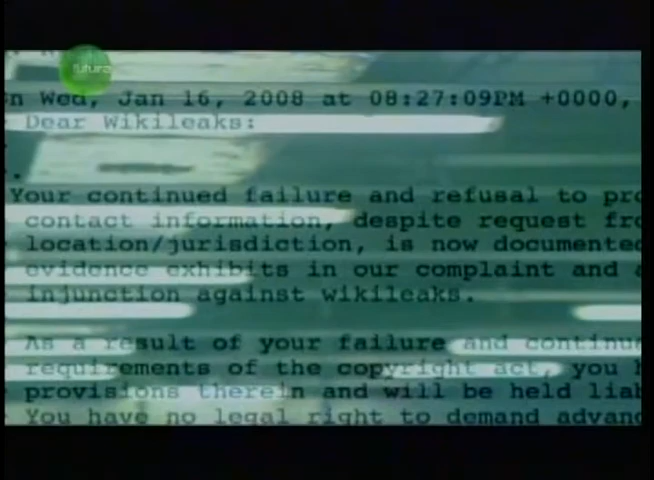 futura
n Wed, Jan 16, 2008 at 08:27:09PM +0000,
Dear Wikileaks:
.
Your continued failure and refusal to pro
contact information, despite request fro
location/jurisdiction, is now documented
evidence exhibits in our complaint and a
injunction against wikileaks.
As a result of your failure and continue
requirements of the copyright act, you h
provisions therein and will be held liab
You have no legal right to demand advanc